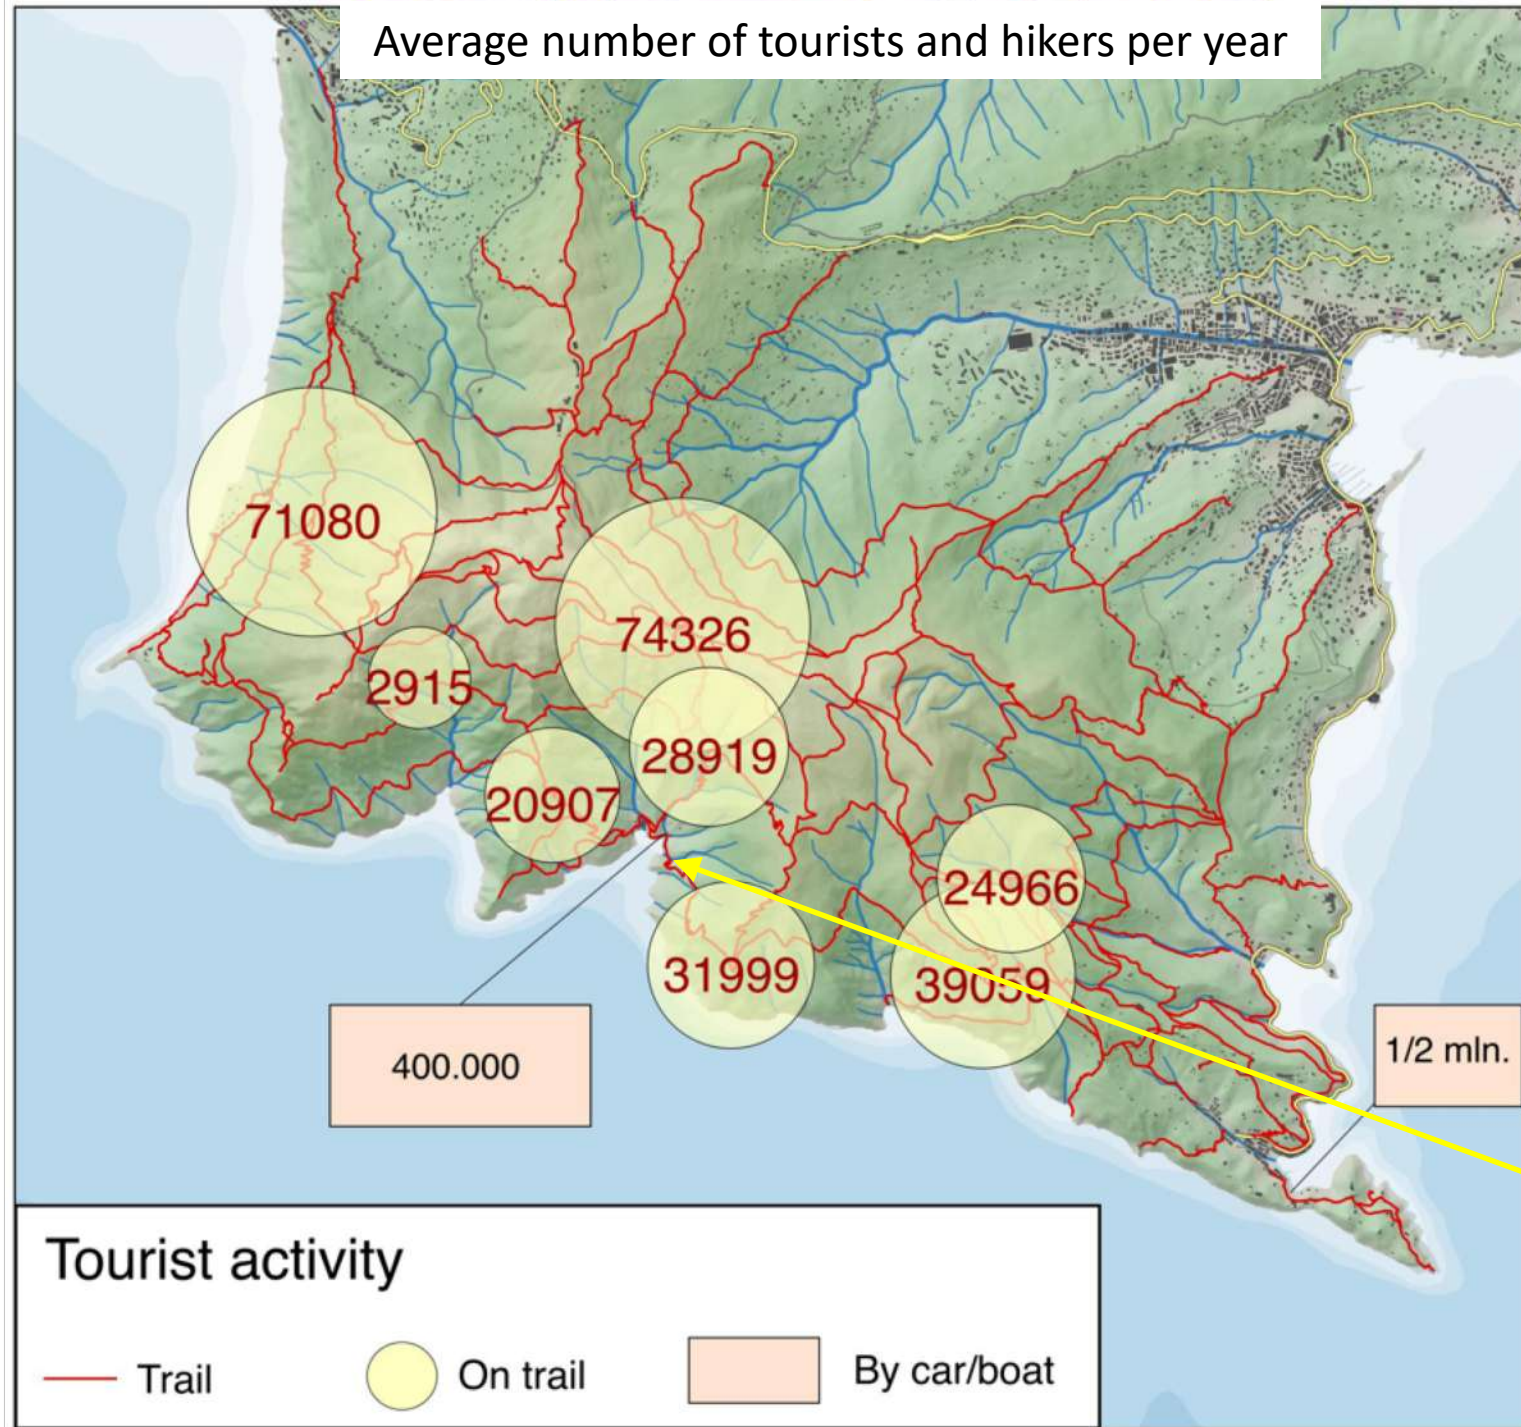 Average number of tourists and hikers per year
71080
74326
2915
28919
20907
24966
31999
39059
400.000
1/2 mln.
Tourist activity
Trail
On trail
By car/boat